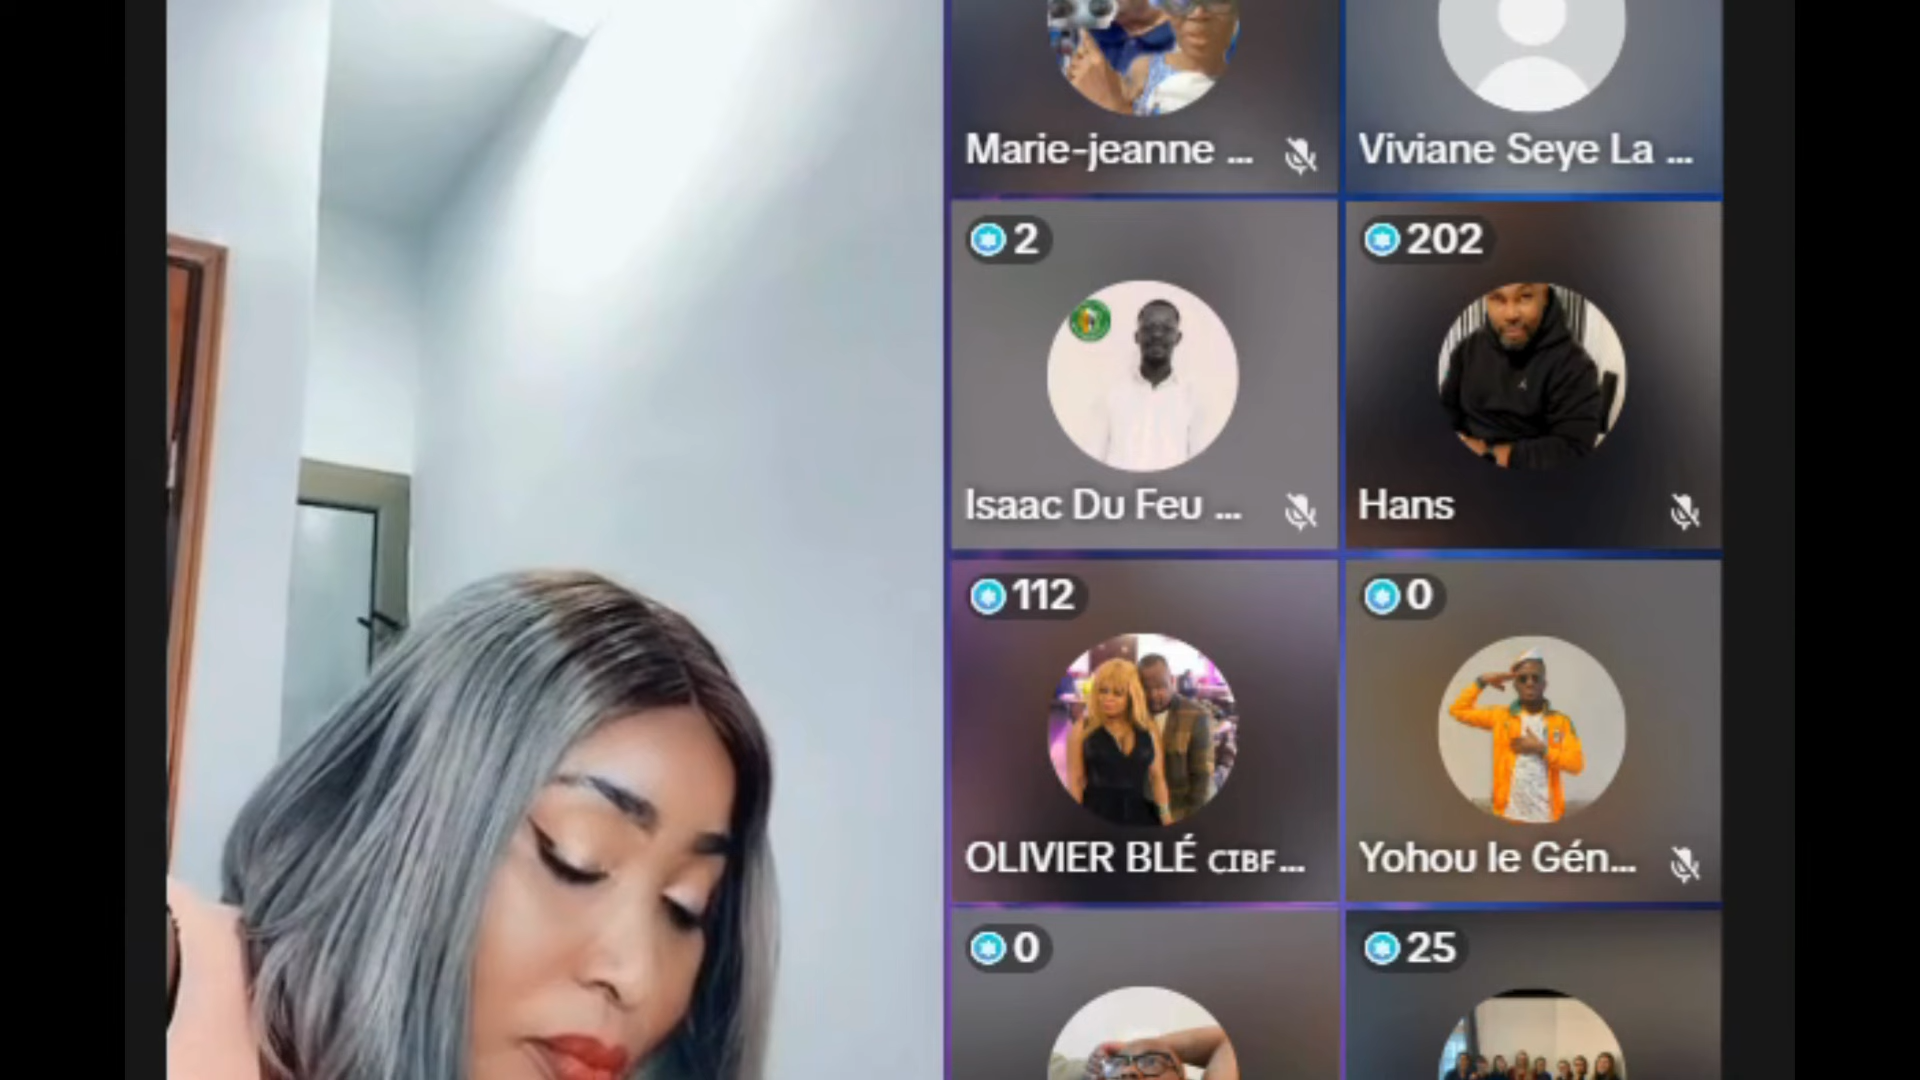 Marie-jeanne ...
Viviane Seye La ...
2
202
Isaac Du Feu ...
Hans
112
0
OLIVIER BLÉ ÇIBF...
Yohou le Gén...
0
25